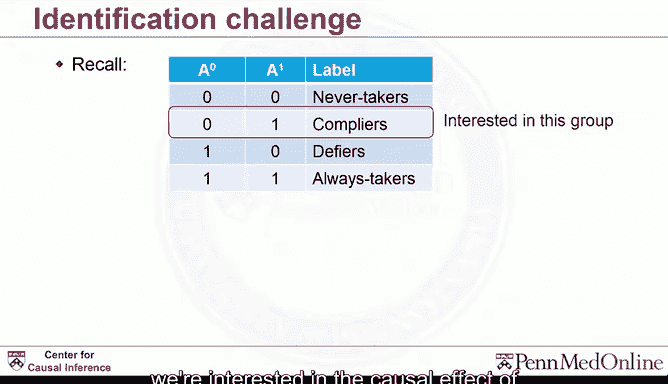 Identification challenge
Recall:
A⁰ A¹ Label
0 0 Never-takers
0 1 Compliers
Interested in this group
1 0 Defiers
1 1 Always-takers
we're interested in the causal effect of
Center for
Causal Inference
PennMedOnline